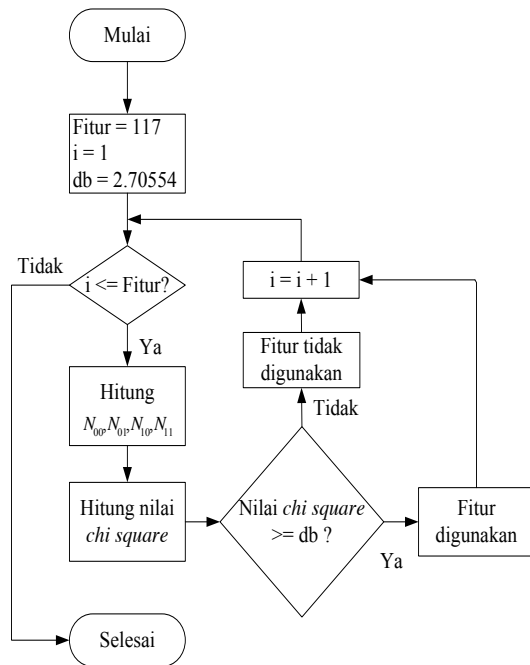 Mulai
Fitur = 117
i = 1
db = 2.70554
Tidak
i <= Fitur?
i = i + 1
Ya
Fitur tidak
digunakan
Hitung
N₀₀,N₀₁,N₁₀,N₁₁
Tidak
Hitung nilai
chi square
Nilai chi square
>= db ?
Ya
Fitur
digunakan
Selesai